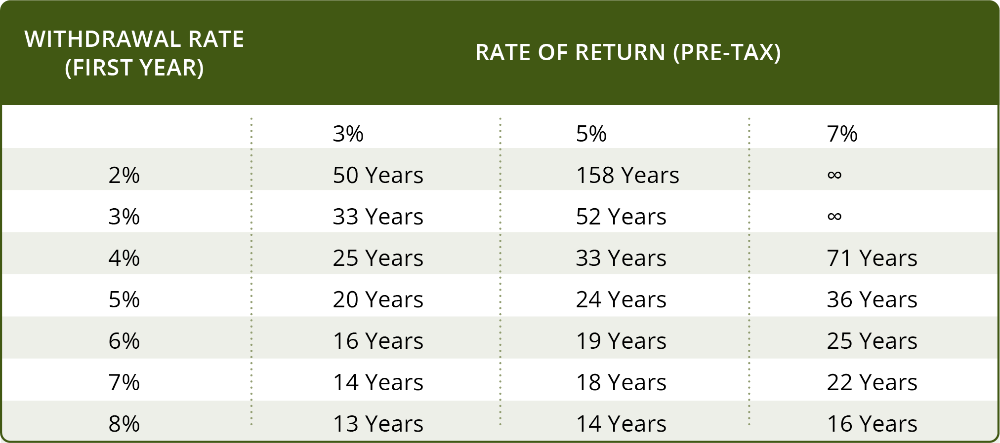 WITHDRAWAL RATE
(FIRST YEAR)
RATE OF RETURN (PRE-TAX)
3% 5% 7%
2% 50 Years 158 Years ∞
3% 33 Years 52 Years ∞
4% 25 Years 33 Years 71 Years
5% 20 Years 24 Years 36 Years
6% 16 Years 19 Years 25 Years
7% 14 Years 18 Years 22 Years
8% 13 Years 14 Years 16 Years